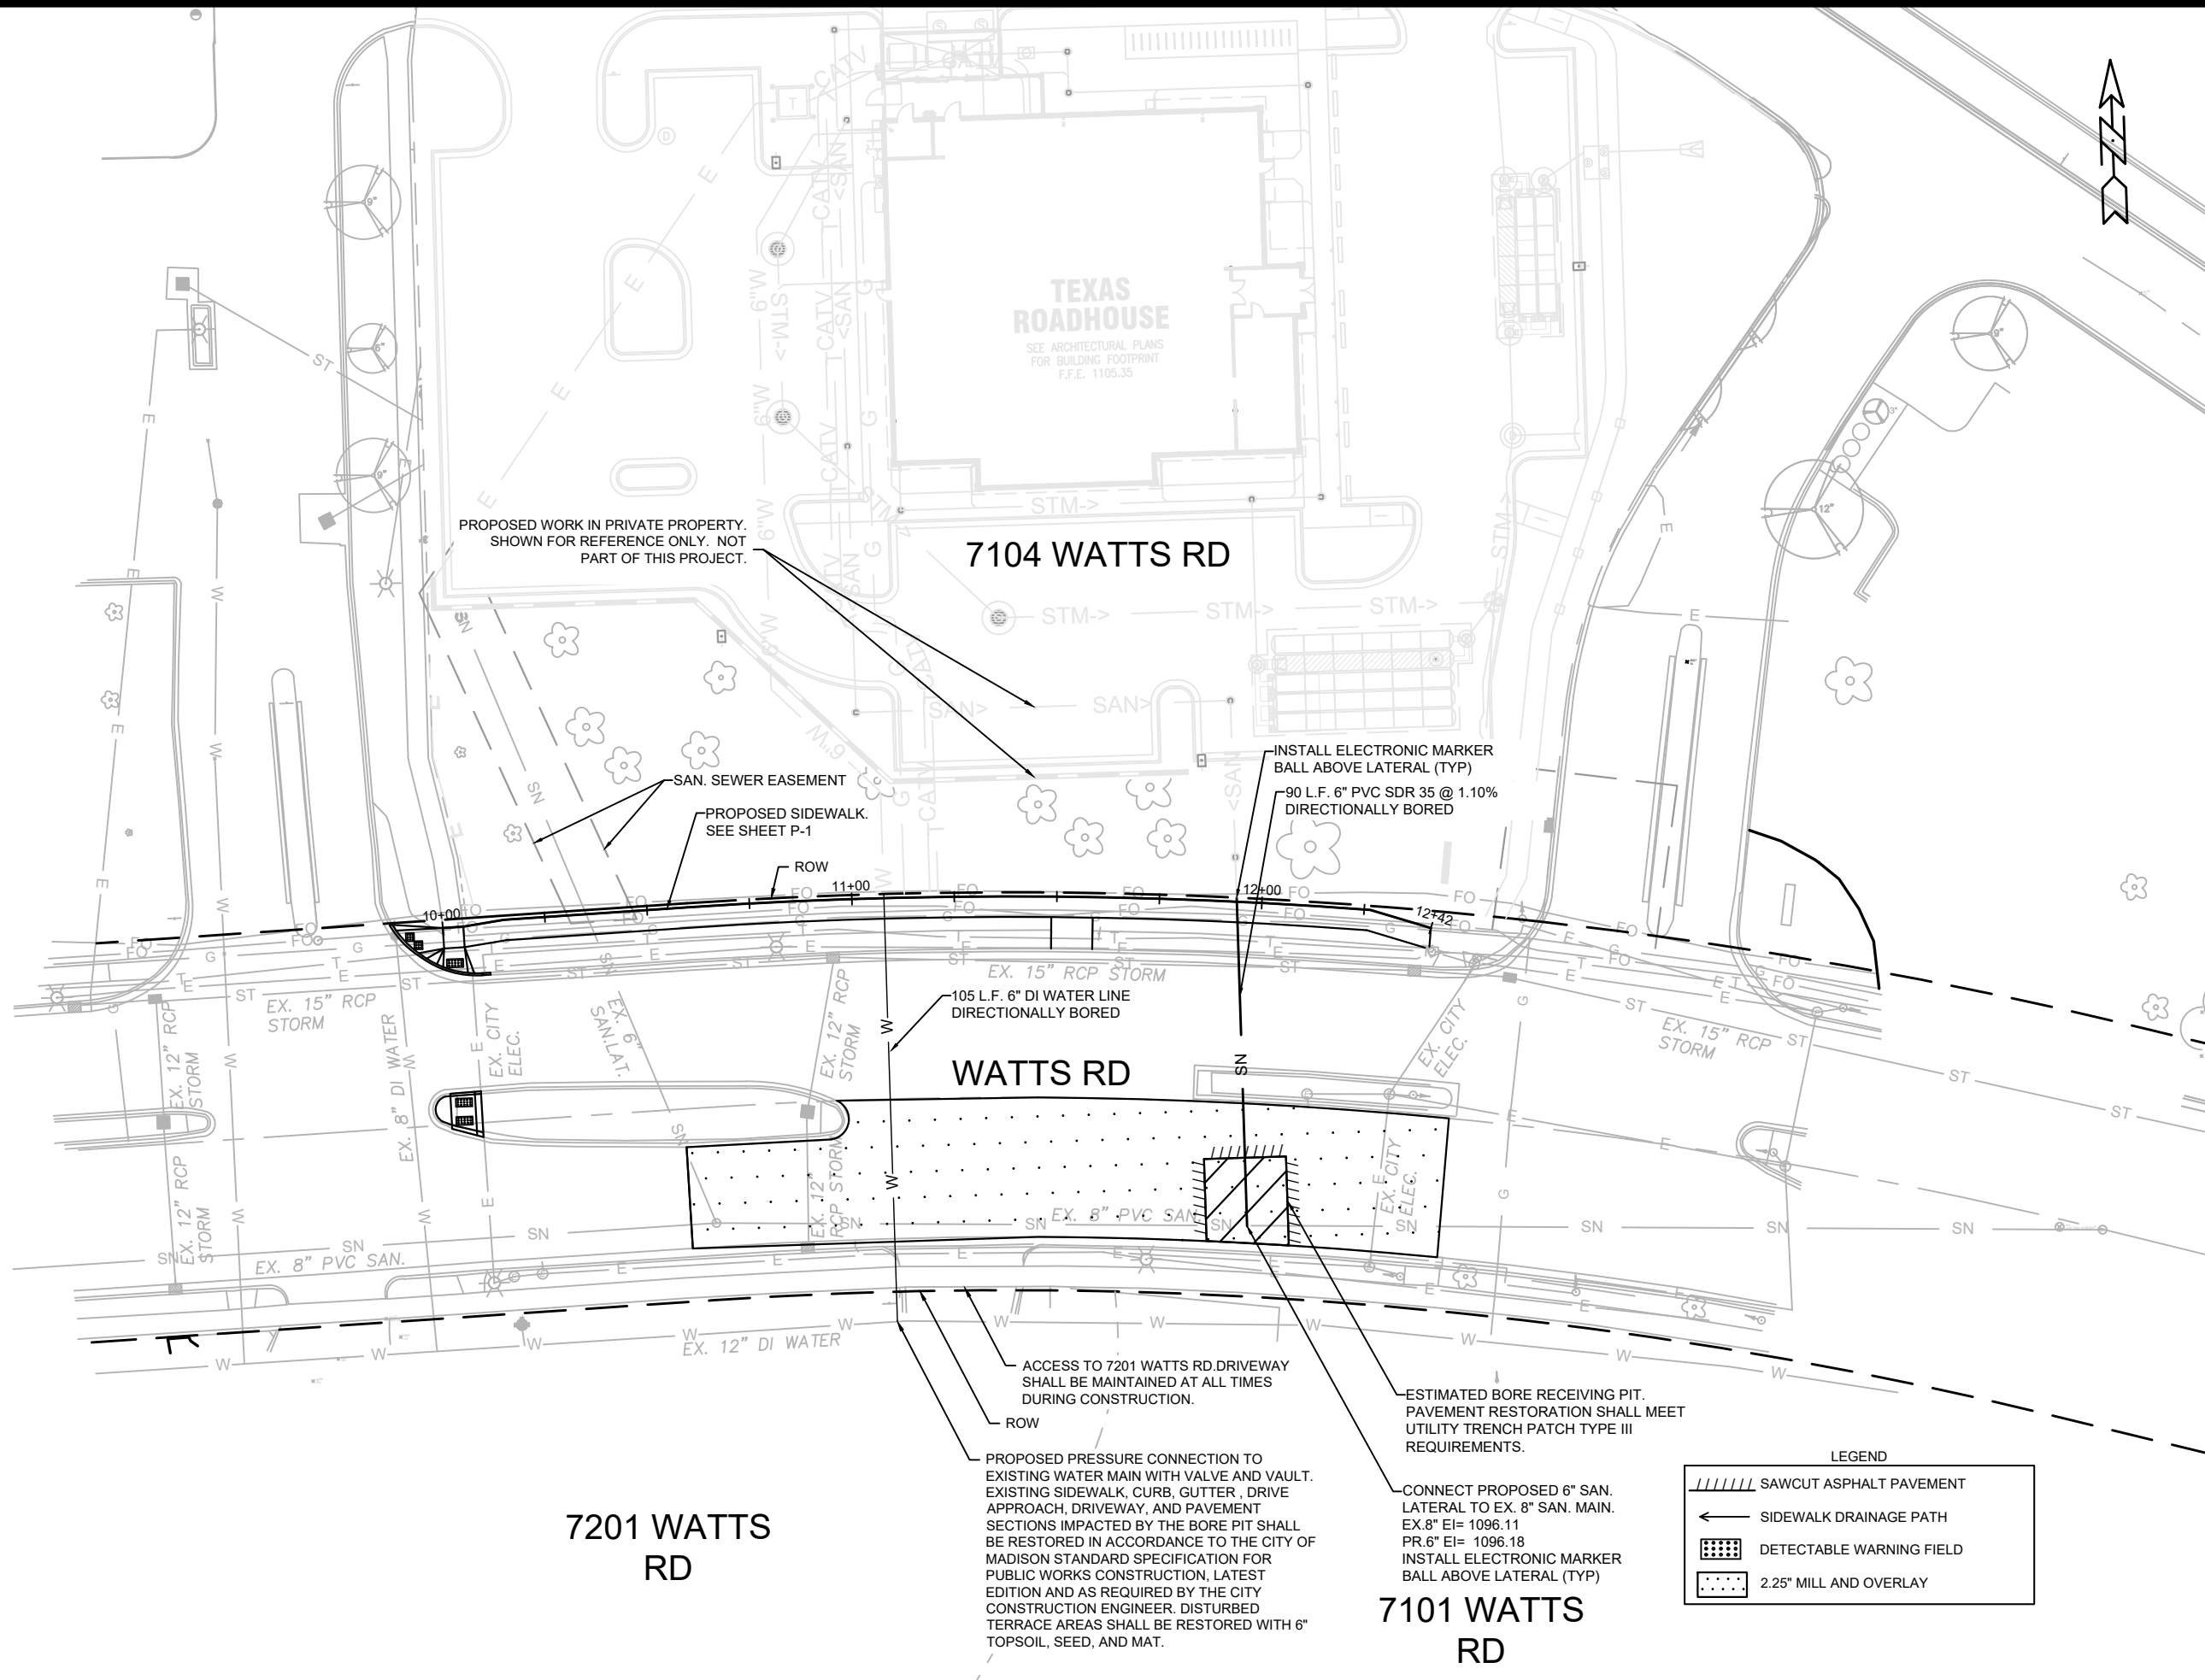 TEXAS
ROADHOUSE
SEE ARCHITECTURAL PLANS
FOR BUILDING FOOTPRINT
F.F.E. 1105.35
PROPOSED WORK IN PRIVATE PROPERTY.
SHOWN FOR REFERENCE ONLY.  NOT
PART OF THIS PROJECT.
7104 WATTS RD
INSTALL ELECTRONIC MARKER
BALL ABOVE LATERAL (TYP)
90 L.F. 6" PVC SDR 35 @ 1.10%
DIRECTIONALLY BORED
SAN. SEWER EASEMENT
PROPOSED SIDEWALK.
SEE SHEET P-1
ROW
10+00
11+00
12+00
12+42
EX. 15" RCP STORM
EX. 15" RCP
STORM
EX. 15" RCP
STORM
EX. 12" RCP
STORM
EX. 8" DI WATER
EX. CITY
ELEC.
EX. 6"
SAN.LAT.
EX. 12" RCP
STORM
105 L.F. 6" DI WATER LINE
DIRECTIONALLY BORED
EX. CITY
ELEC.
WATTS RD
EX. 12" RCP
STORM
EX. 12"
RCP STORM
EX. CITY
ELEC.
EX. 8" PVC SAN.
EX. 8" PVC SAN.
EX. 12" DI WATER
ACCESS TO 7201 WATTS RD.DRIVEWAY
SHALL BE MAINTAINED AT ALL TIMES
DURING CONSTRUCTION.
ROW
ESTIMATED BORE RECEIVING PIT.
PAVEMENT RESTORATION SHALL MEET
UTILITY TRENCH PATCH TYPE III
REQUIREMENTS.
PROPOSED PRESSURE CONNECTION TO
EXISTING WATER MAIN WITH VALVE AND VAULT.
EXISTING SIDEWALK, CURB, GUTTER , DRIVE
APPROACH, DRIVEWAY, AND PAVEMENT
SECTIONS IMPACTED BY THE BORE PIT SHALL
BE RESTORED IN ACCORDANCE TO THE CITY OF
MADISON STANDARD SPECIFICATION FOR
PUBLIC WORKS CONSTRUCTION, LATEST
EDITION AND AS REQUIRED BY THE CITY
CONSTRUCTION ENGINEER. DISTURBED
TERRACE AREAS SHALL BE RESTORED WITH 6"
TOPSOIL, SEED, AND MAT.
CONNECT PROPOSED 6" SAN.
LATERAL TO EX. 8" SAN. MAIN.
EX.8" EI= 1096.11
PR.6" EI=  1096.18
INSTALL ELECTRONIC MARKER
BALL ABOVE LATERAL (TYP)
7201 WATTS
RD
7101 WATTS
RD
LEGEND
SAWCUT ASPHALT PAVEMENT
SIDEWALK DRAINAGE PATH
DETECTABLE WARNING FIELD
2.25" MILL AND OVERLAY